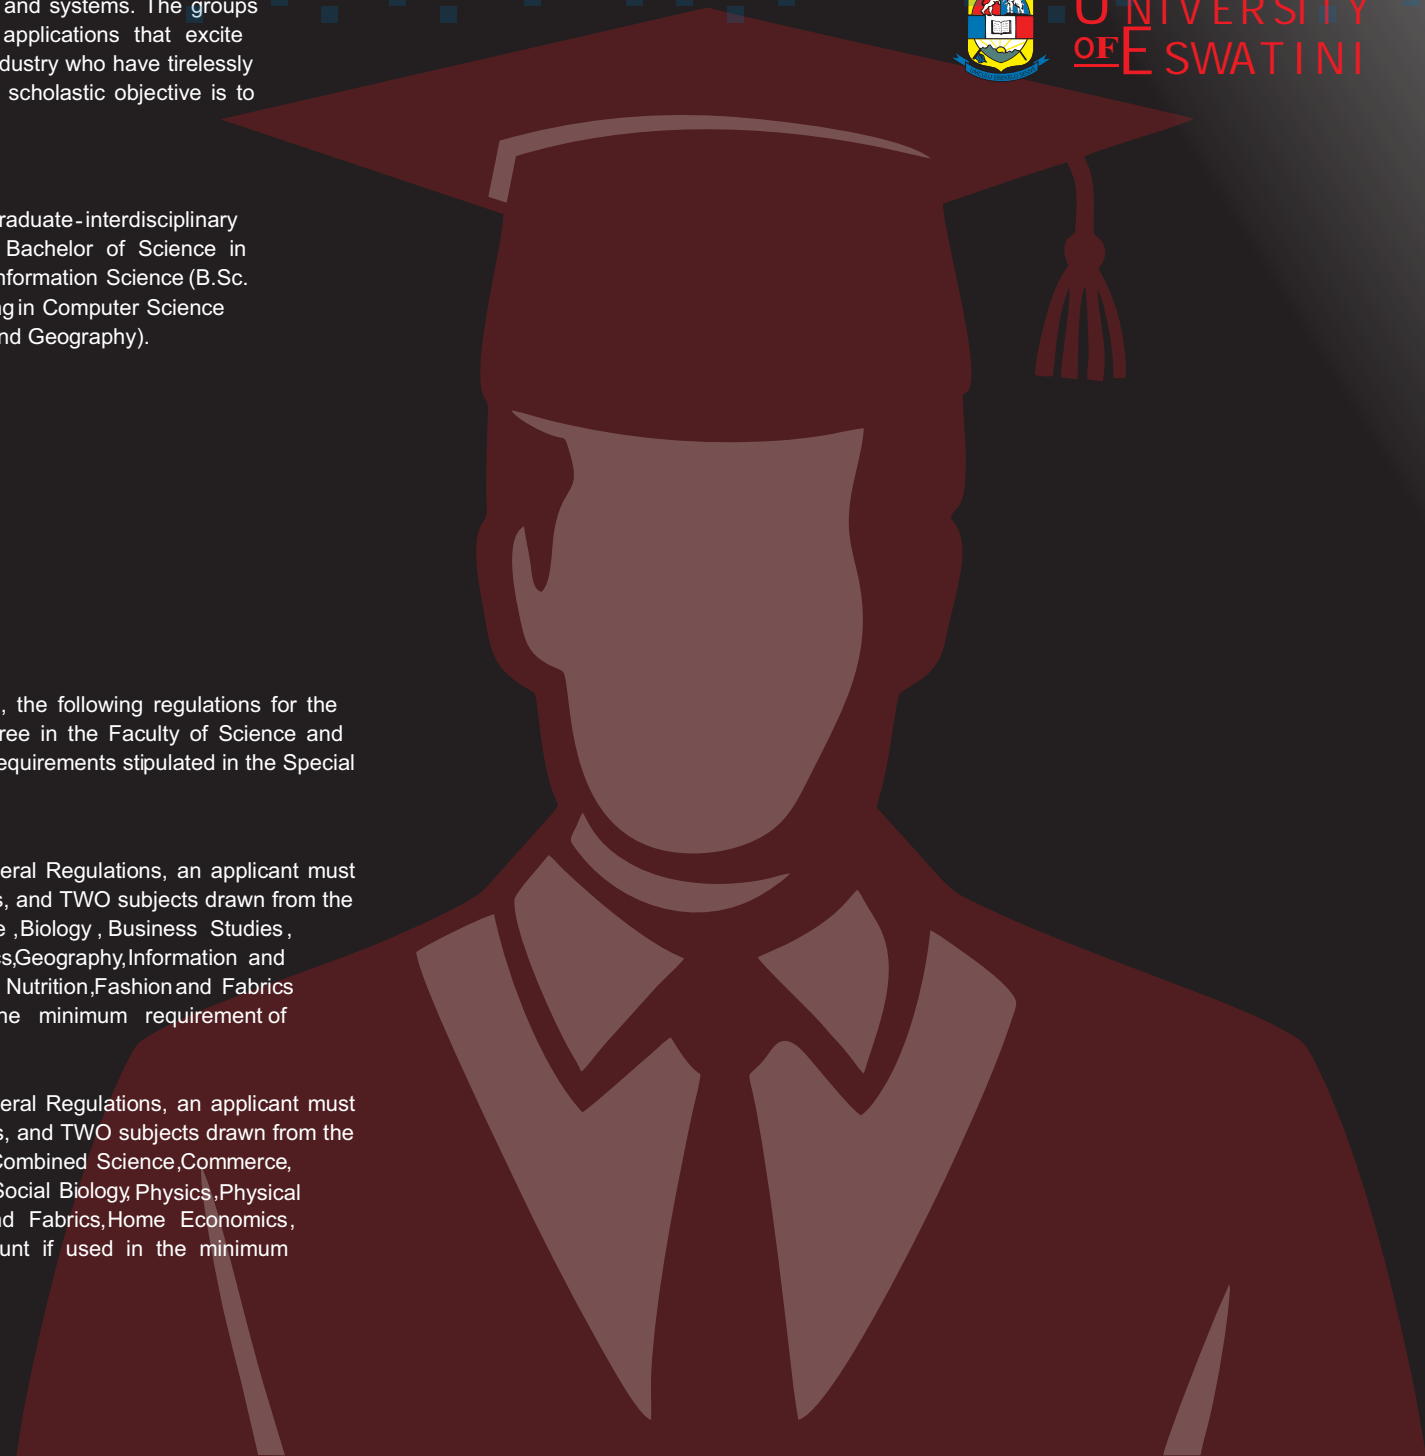 and systems. The groups
applications that excite
dustry who have tirelessly
scholastic objective is to
UNIVERSITY
OF ESWATINI
raduate-interdisciplinary
Bachelor of Science in
nformation Science (B.Sc.
g in Computer Science
nd Geography).
, the following regulations for the
ree in the Faculty of Science and
equirements stipulated in the Special
eral Regulations, an applicant must
s, and TWO subjects drawn from the
e ,Biology , Business Studies ,
cs,Geography,Information and
Nutrition,Fashion and Fabrics
he minimum requirement of
eral Regulations, an applicant must
s, and TWO subjects drawn from the
Combined Science,Commerce,
Social Biology, Physics,Physical
nd Fabrics,Home Economics,
unt if used in the minimum